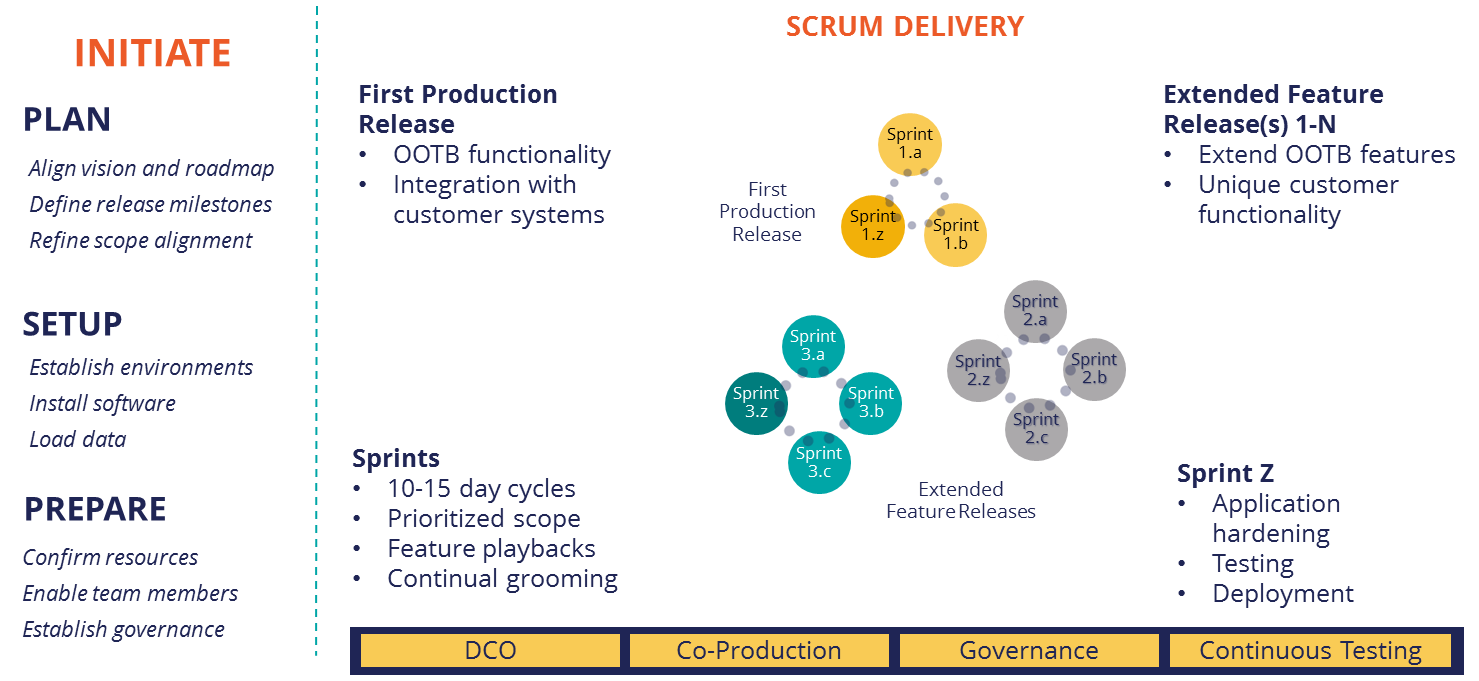 INITIATE
PLAN
Align vision and roadmap
Define release milestones
Refine scope alignment
SETUP
Establish environments
Install software
Load data
PREPARE
Confirm resources
Enable team members
Establish governance
SCRUM DELIVERY
First Production
Release
• OOTB functionality
• Integration with
customer systems
First
Production
Release
Sprint
1.a
Sprint
1.z
Sprint
1.b
Extended Feature
Release(s) 1-N
• Extend OOTB features
• Unique customer
functionality
Sprint
2.a
Sprint
2.z
Sprint
2.b
Sprint
2.c
Sprint
3.a
Sprint
3.z
Sprint
3.b
Sprint
3.c
Extended
Feature Releases
Sprints
• 10-15 day cycles
• Prioritized scope
• Feature playbacks
• Continual grooming
Sprint Z
• Application
hardening
• Testing
• Deployment
DCO
Co-Production
Governance
Continuous Testing